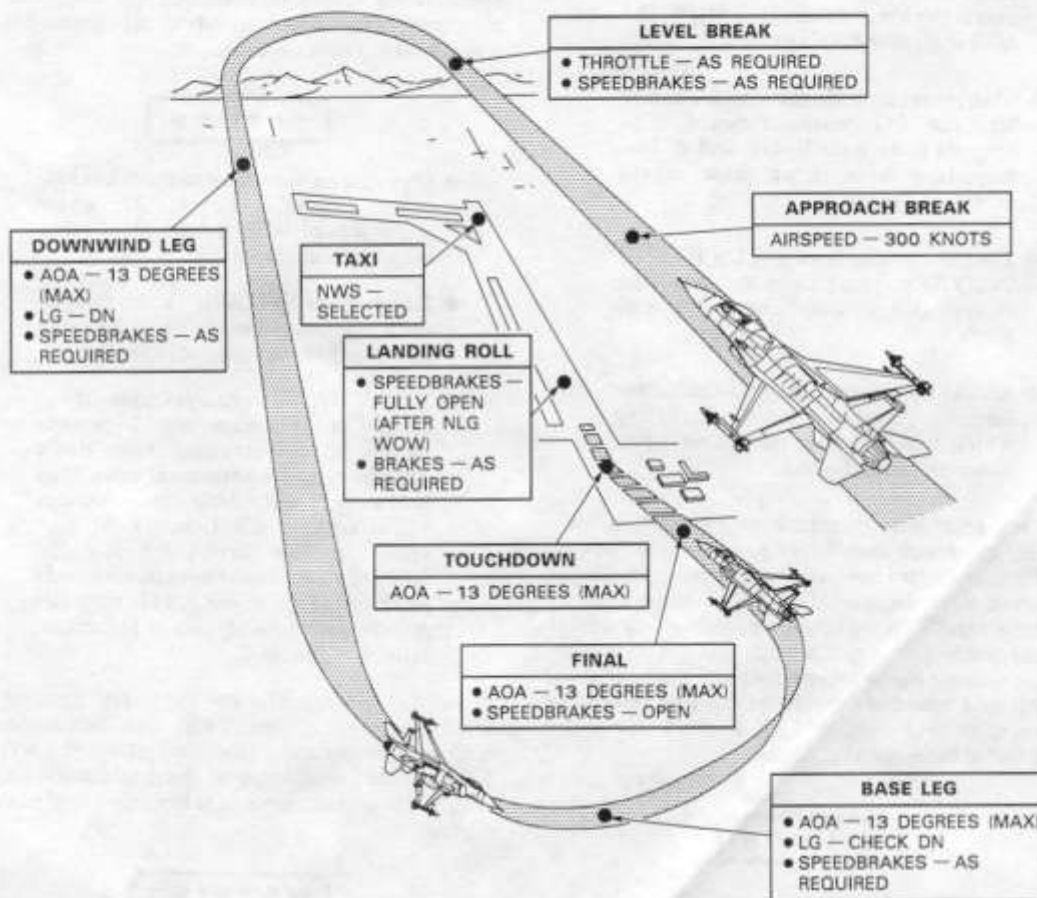 LEVEL BREAK
● THROTTLE — AS REQUIRED
● SPEEDBRAKES — AS REQUIRED
APPROACH BREAK
AIRSPEED — 300 KNOTS
DOWNWIND LEG
● AOA — 13 DEGREES
(MAX)
● LG — DN
● SPEEDBRAKES — AS
REQUIRED
TAXI
NWS —
SELECTED
LANDING ROLL
● SPEEDBRAKES —
FULLY OPEN
(AFTER NLG
WOW)
● BRAKES — AS
REQUIRED
TOUCHDOWN
AOA — 13 DEGREES (MAX)
FINAL
● AOA — 13 DEGREES (MAX)
● SPEEDBRAKES — OPEN
BASE LEG
● AOA — 13 DEGREES (MAX)
● LG — CHECK DN
● SPEEDBRAKES — AS
REQUIRED